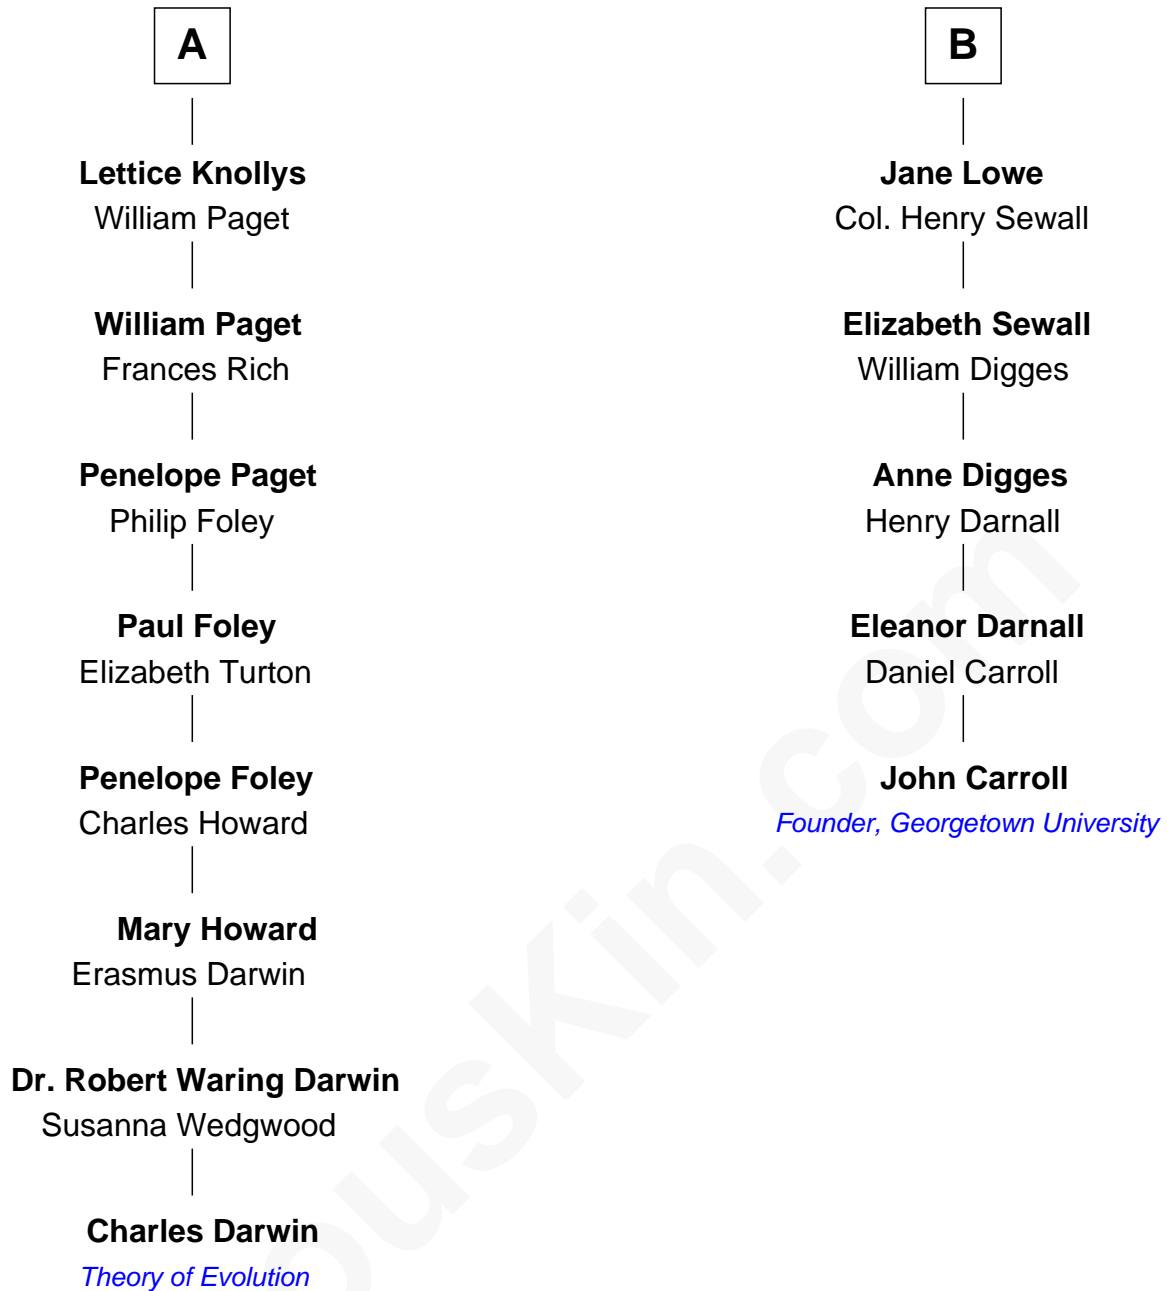 A
Lettice Knollys
William Paget
William Paget
Frances Rich
Penelope Paget
Philip Foley
Paul Foley
Elizabeth Turton
Penelope Foley
Charles Howard
Mary Howard
Erasmus Darwin
Dr. Robert Waring Darwin
Susanna Wedgwood
Charles Darwin
Theory of Evolution
B
Jane Lowe
Col. Henry Sewall
Elizabeth Sewall
William Digges
Anne Digges
Henry Darnall
Eleanor Darnall
Daniel Carroll
John Carroll
Founder, Georgetown University
ousKin.com